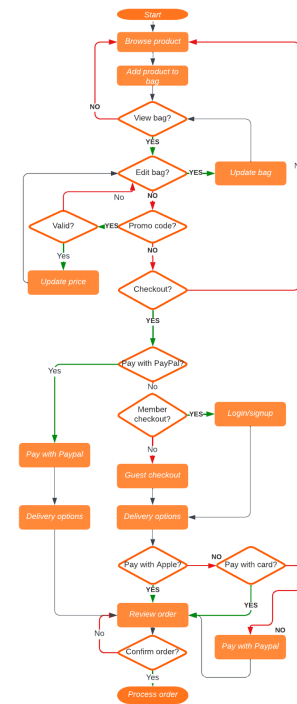 Start
Browse product
Add product to
bag
NO
View bag?
YES
Edit bag?
YES
Update bag
No
NO
Valid?
YES
Promo code?
Yes
NO
Update price
Checkout?
YES
Pay with PayPal?
Yes
No
Member
checkout?
YES
Login/signup
No
Pay with Paypal
Guest checkout
Delivery options
Delivery options
Pay with Apple?
NO
Pay with card?
YES
YES
Review order
No
NO
Confirm order?
Pay with Paypal
Yes
Process order